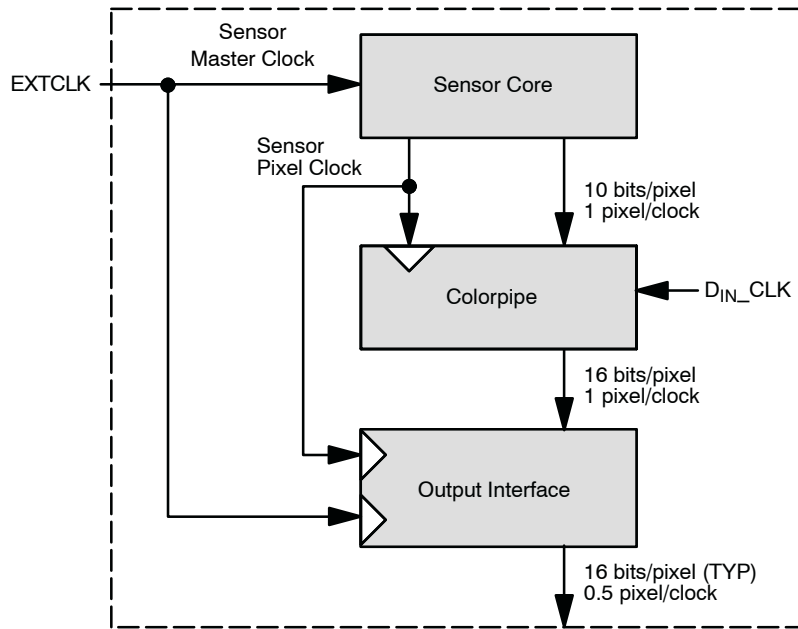 Sensor
Master Clock
EXTCLK
Sensor Core
Sensor
Pixel Clock
10 bits/pixel
1 pixel/clock
Colorpipe
DIN_CLK
16 bits/pixel
1 pixel/clock
Output Interface
16 bits/pixel (TYP)
0.5 pixel/clock